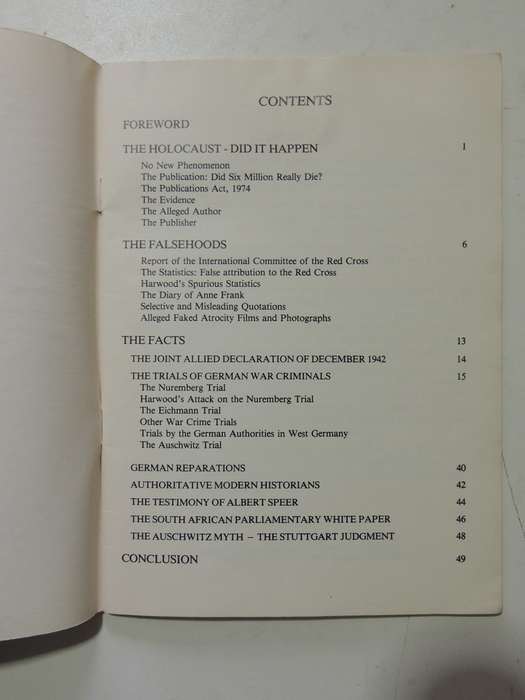 CONTENTS
FOREWORD
THE HOLOCAUST - DID IT HAPPEN 1
No New Phenomenon
The Publication: Did Six Million Really Die?
The Publications Act, 1974
The Evidence
The Alleged Author
The Publisher
THE FALSEHOODS 6
Report of the International Committee of the Red Cross
The Statistics: False attribution to the Red Cross
Harwood's Spurious Statistics
The Diary of Anne Frank
Selective and Misleading Quotations
Alleged Faked Atrocity Films and Photographs
THE FACTS 13
THE JOINT ALLIED DECLARATION OF DECEMBER 1942 14
THE TRIALS OF GERMAN WAR CRIMINALS 15
The Nuremberg Trial
Harwood's Attack on the Nuremberg Trial
The Eichmann Trial
Other War Crime Trials
Trials by the German Authorities in West Germany
The Auschwitz Trial
GERMAN REPARATIONS 40
AUTHORITATIVE MODERN HISTORIANS 42
THE TESTIMONY OF ALBERT SPEER 44
THE SOUTH AFRICAN PARLIAMENTARY WHITE PAPER 46
THE AUSCHWITZ MYTH – THE STUTTGART JUDGMENT 48
CONCLUSION 49